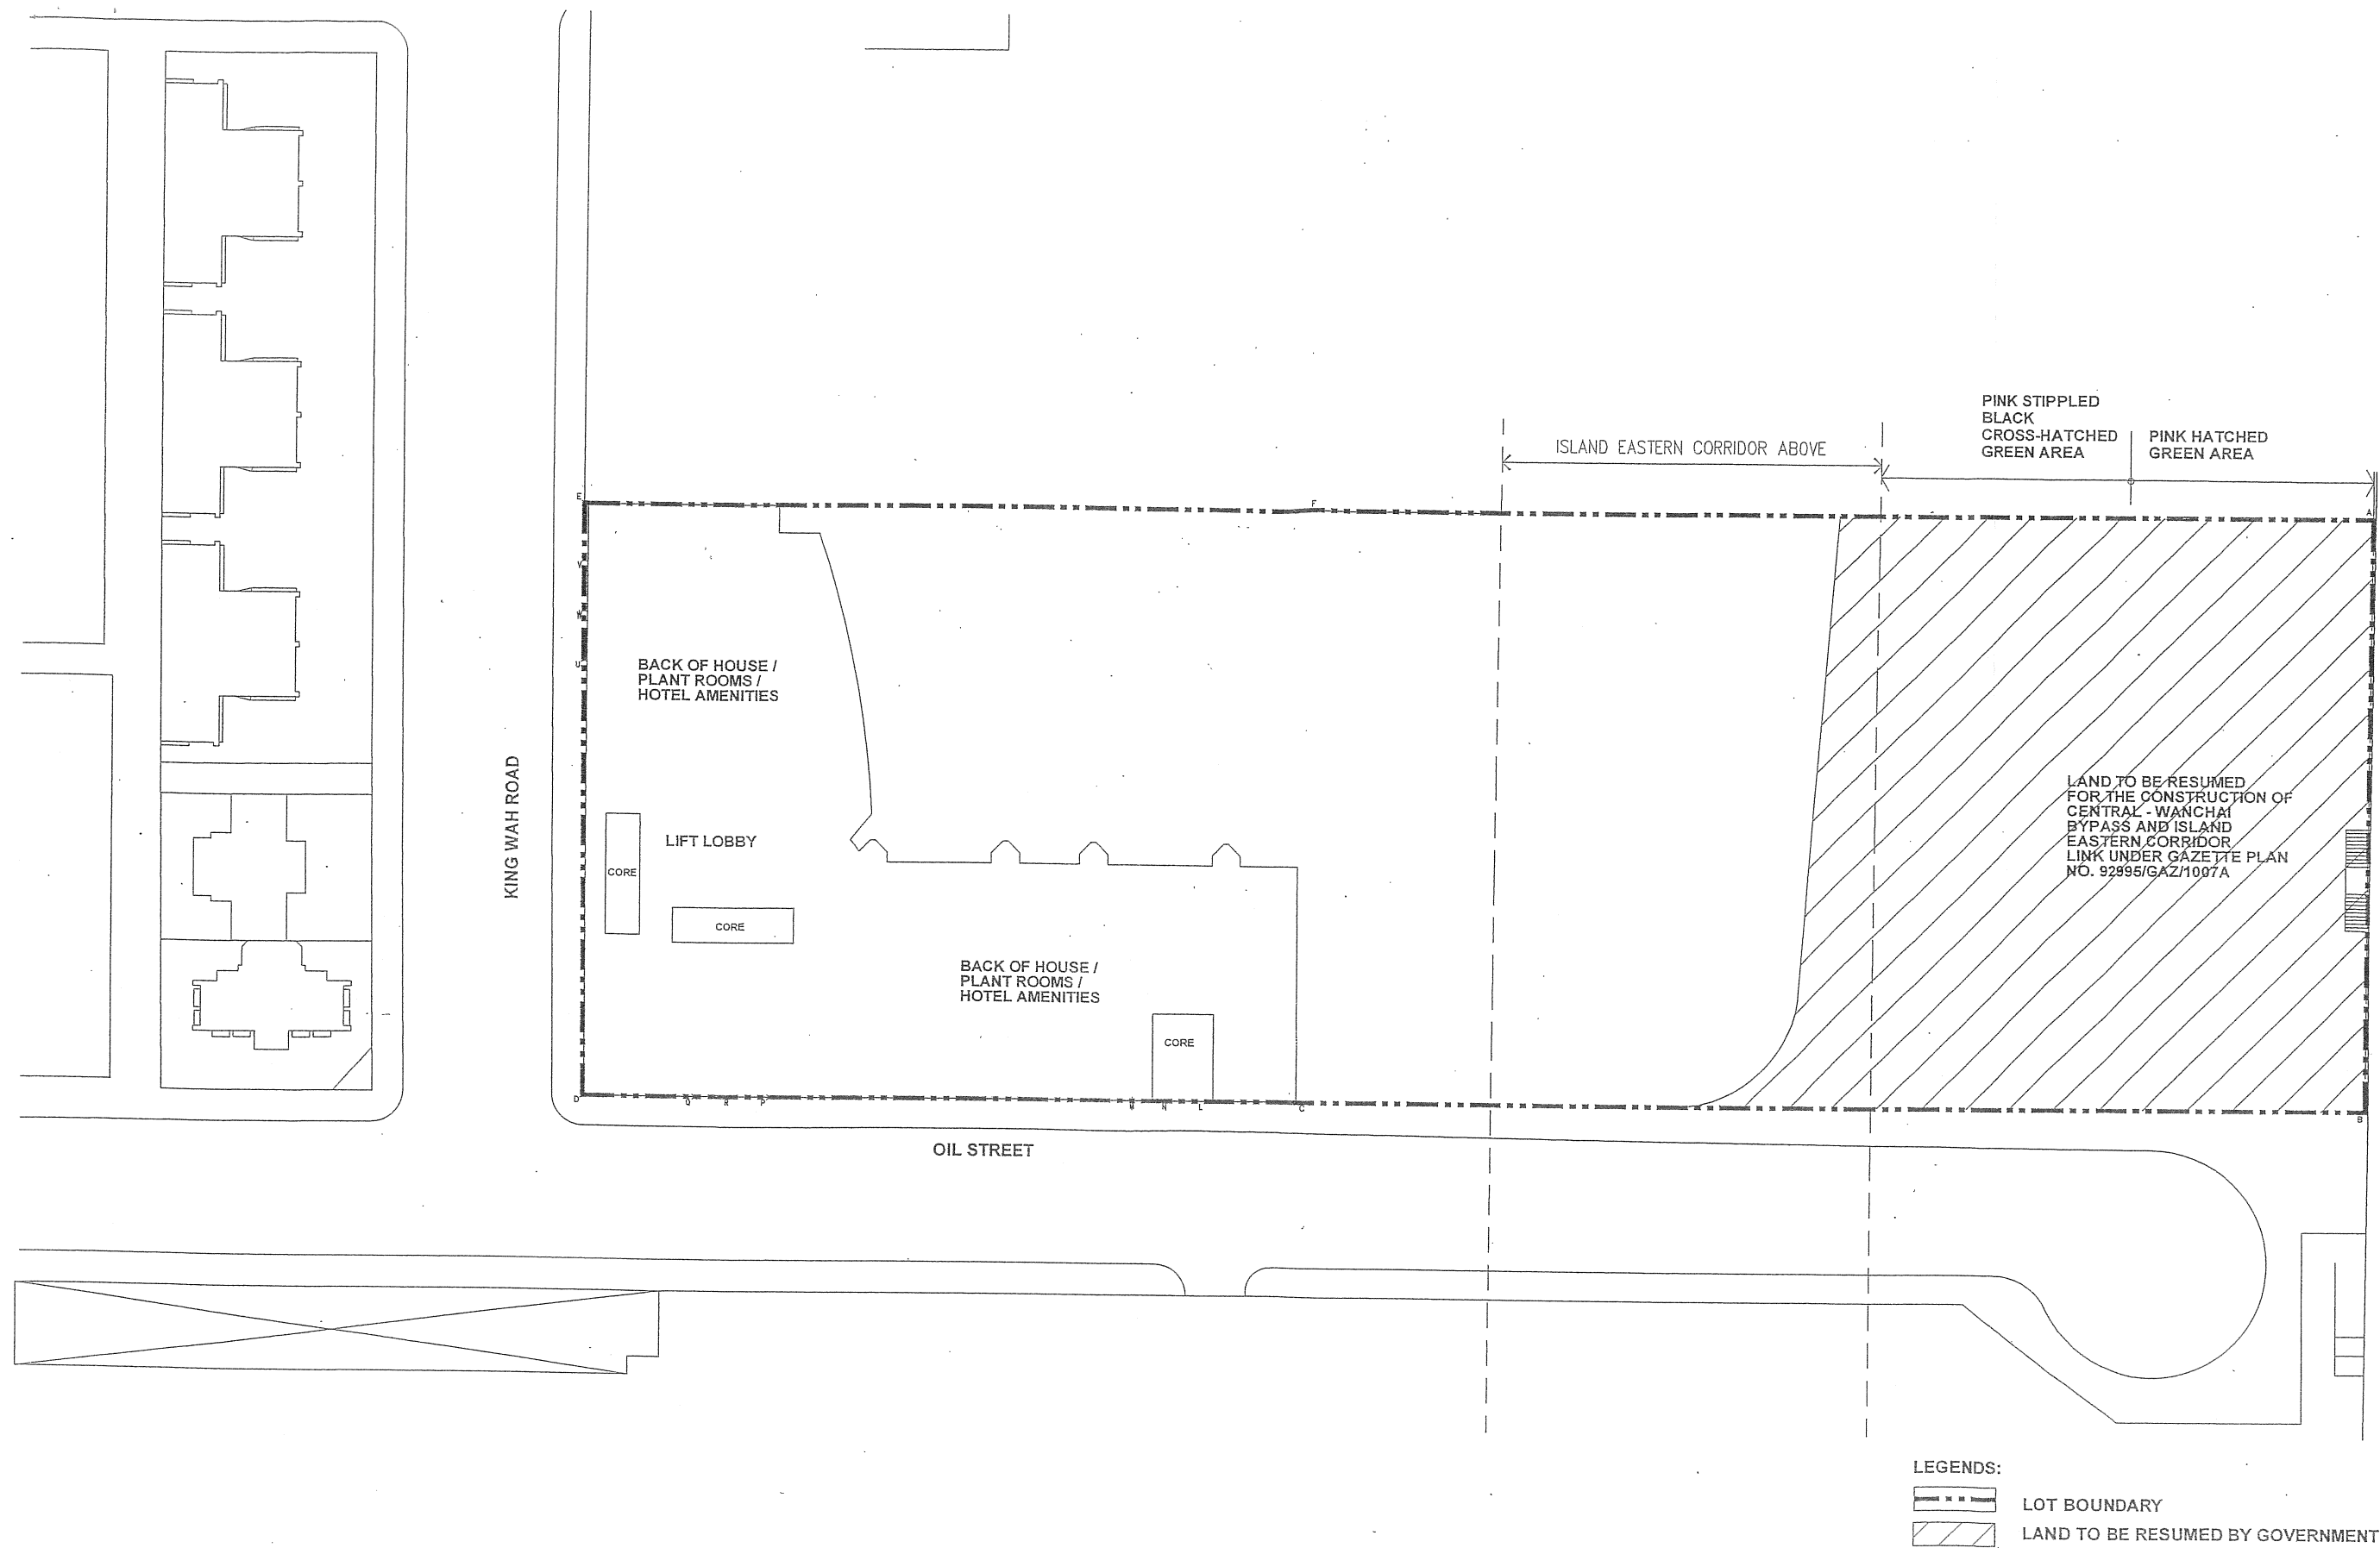 PINK STIPPLED
BLACK
CROSS-HATCHED
GREEN AREA
PINK HATCHED
GREEN AREA
ISLAND EASTERN CORRIDOR ABOVE
E
F
A
V
U
BACK OF HOUSE /
PLANT ROOMS /
HOTEL AMENITIES
KING WAH ROAD
LIFT LOBBY
CORE
CORE
LAND TO BE RESUMED
FOR THE CONSTRUCTION OF
CENTRAL - WANCHAI
BYPASS AND ISLAND
EASTERN CORRIDOR
LINK UNDER GAZETTE PLAN
NO. 92995/GAZ/1007A
BACK OF HOUSE /
PLANT ROOMS /
HOTEL AMENITIES
CORE
D
Q
R
P
N
L
C
B
OIL STREET
LEGENDS:
LOT BOUNDARY
LAND TO BE RESUMED BY GOVERNMENT